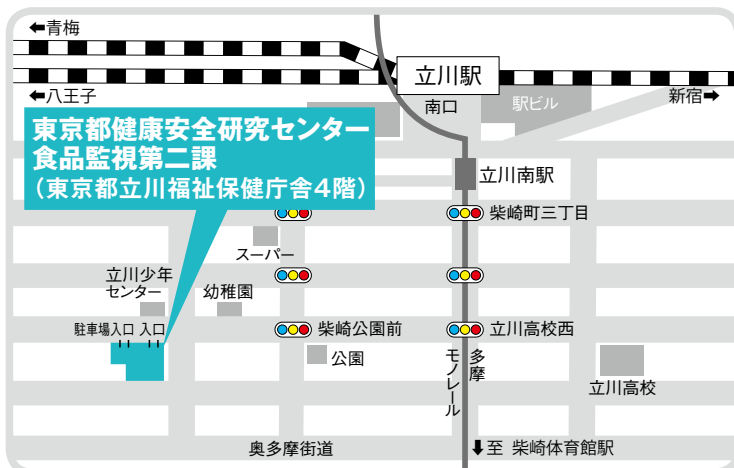 ←青梅
立川駅
←八王子
南口
駅ビル
新宿→
東京都健康安全研究センター
食品監視第二課
(東京都立川福祉保健庁舎4階)
立川南駅
柴崎町三丁目
スーパー
立川少年
センター
幼稚園
駐車場入口 入口
柴崎公園前
立川高校西
公園
多摩
モノレール
立川高校
奥多摩街道
↓至 柴崎体育館駅